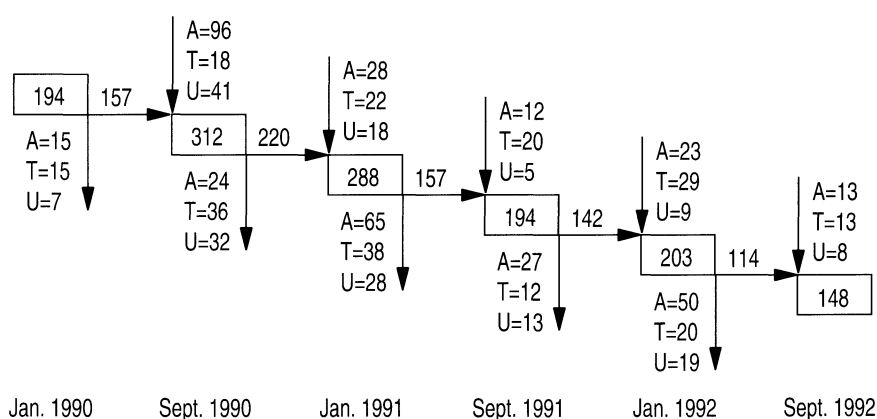 A=96
T=18
U=41
194
157
A=15
T=15
U=7
A=28
T=22
U=18
312
220
A=24
T=36
U=32
A=12
T=20
U=5
288
157
A=65
T=38
U=28
A=23
T=29
U=9
194
142
A=27
T=12
U=13
A=13
T=13
U=8
203
114
A=50
T=20
U=19
148
Jan. 1990 Sept. 1990 Jan. 1991 Sept. 1991 Jan. 1992 Sept. 1992